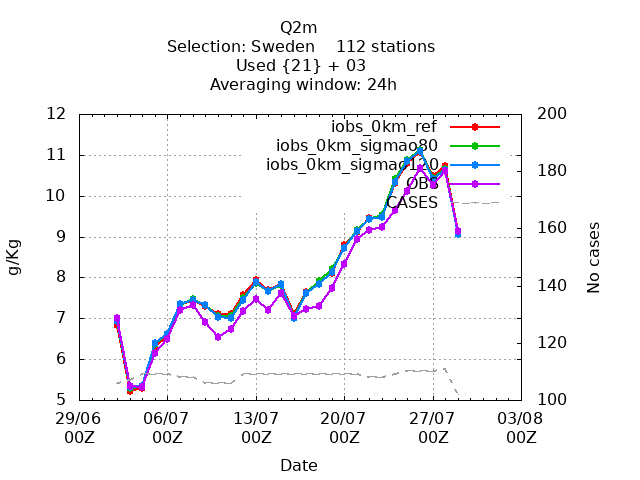 Q2m
Selection: Sweden 112 stations
Used {21} + 03
Averaging window: 24h
12 200
iobs_0km_ref
iobs_0km_sigmao80
11 180
iobs_0km_sigmao120
OBS
10
CASES
9 160
8 140
7
6 120
5 100
g/Kg
No cases
29/06 06/07 13/07 20/07 27/07 03/08
00Z 00Z 00Z 00Z 00Z 00Z
Date